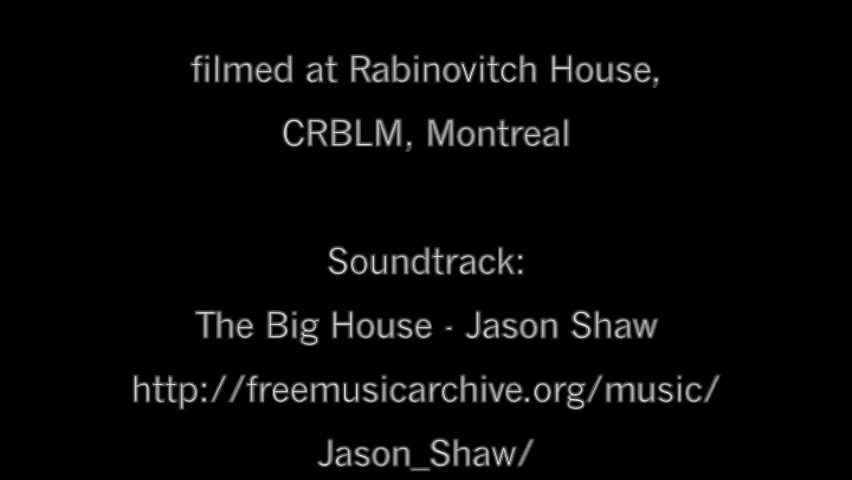 filmed at Rabinovitch House,
CRBLM, Montreal
Soundtrack:
The Big House - Jason Shaw
http://freemusicarchive.org/music/
Jason_Shaw/